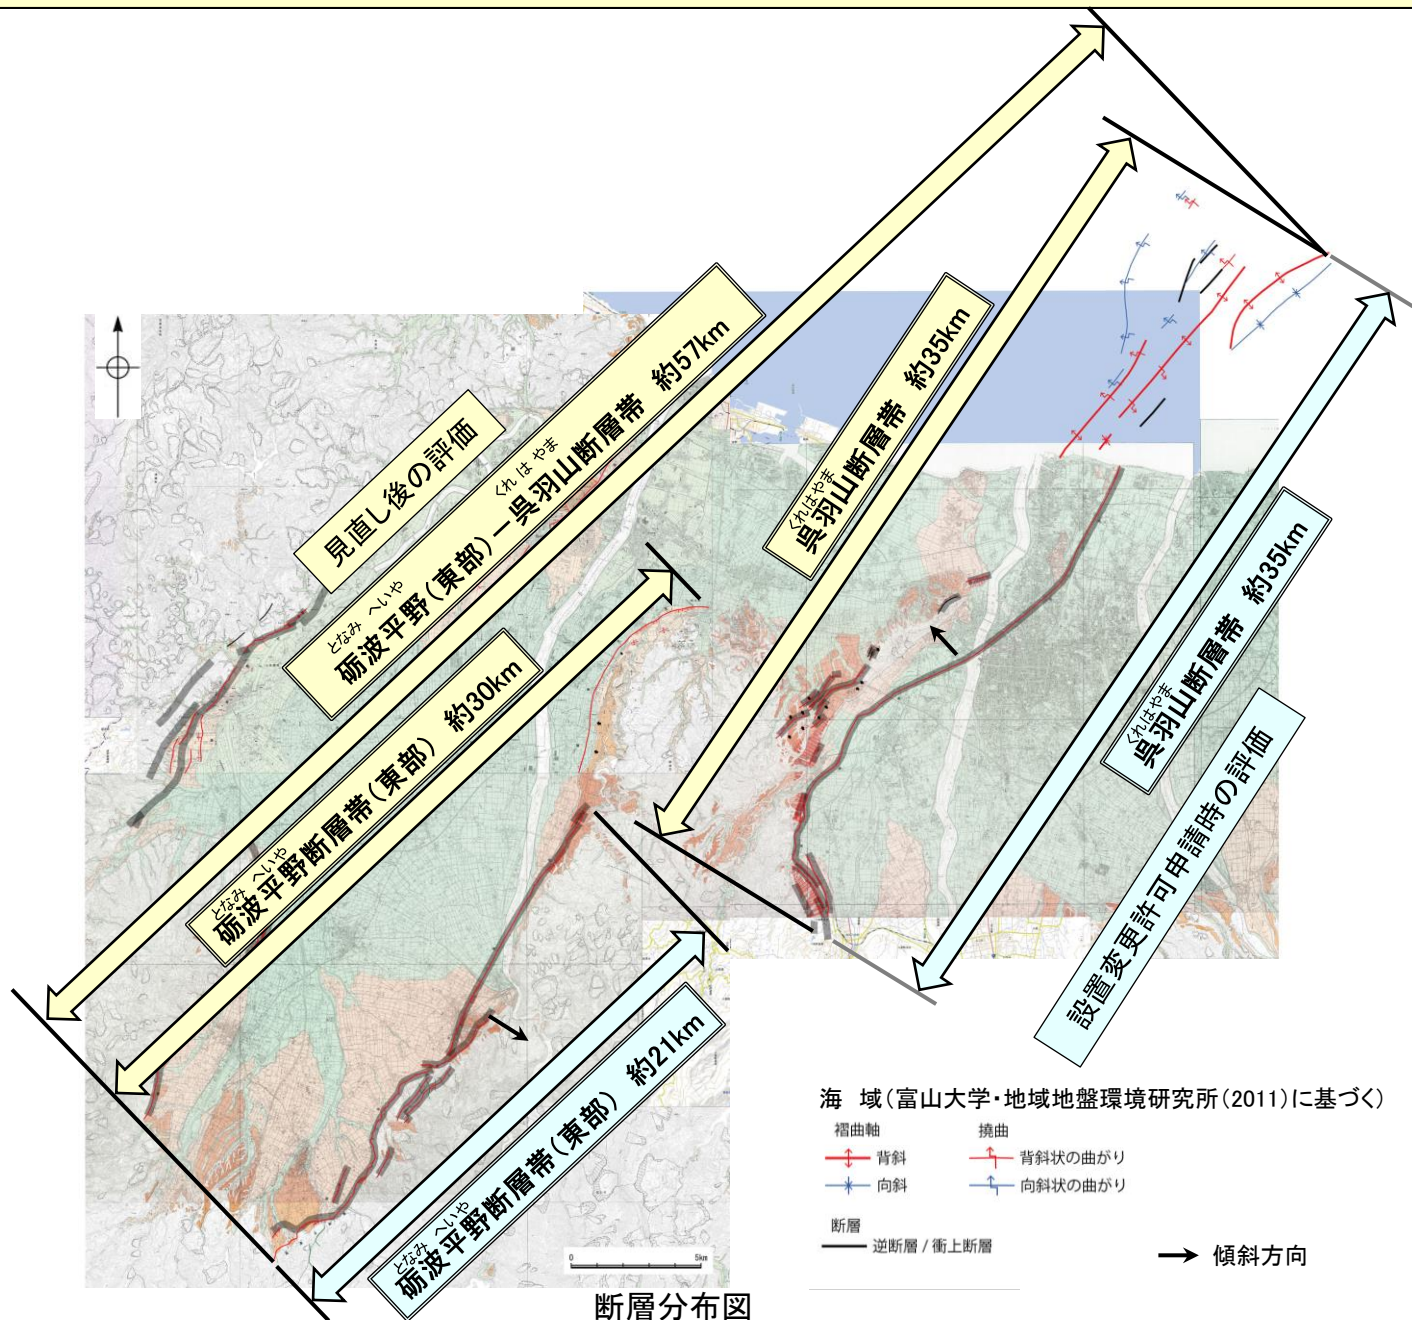 見直し後の評価
砺波平野(東部)ー呉羽山断層帯 約57km
となみ へいや
くれ は やま
砺波平野断層帯(東部) 約30km
となみ へいや
呉羽山断層帯 約35km
くれはやま
呉羽山断層帯 約35km
くれはやま
設置変更許可申請時の評価
砺波平野断層帯(東部) 約21km
となみ へいや
海 域(富山大学・地域地盤環境研究所(2011)に基づく)
褶曲軸 撓曲
背斜 背斜状の曲がり
向斜 向斜状の曲がり
断層
逆断層 / 衝上断層
傾斜方向
0 5km
断層分布図